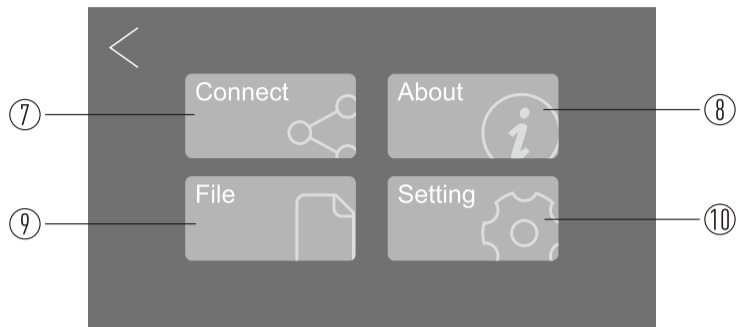 Connect
About
⑦
⑧
File
Setting
⑨
⑩